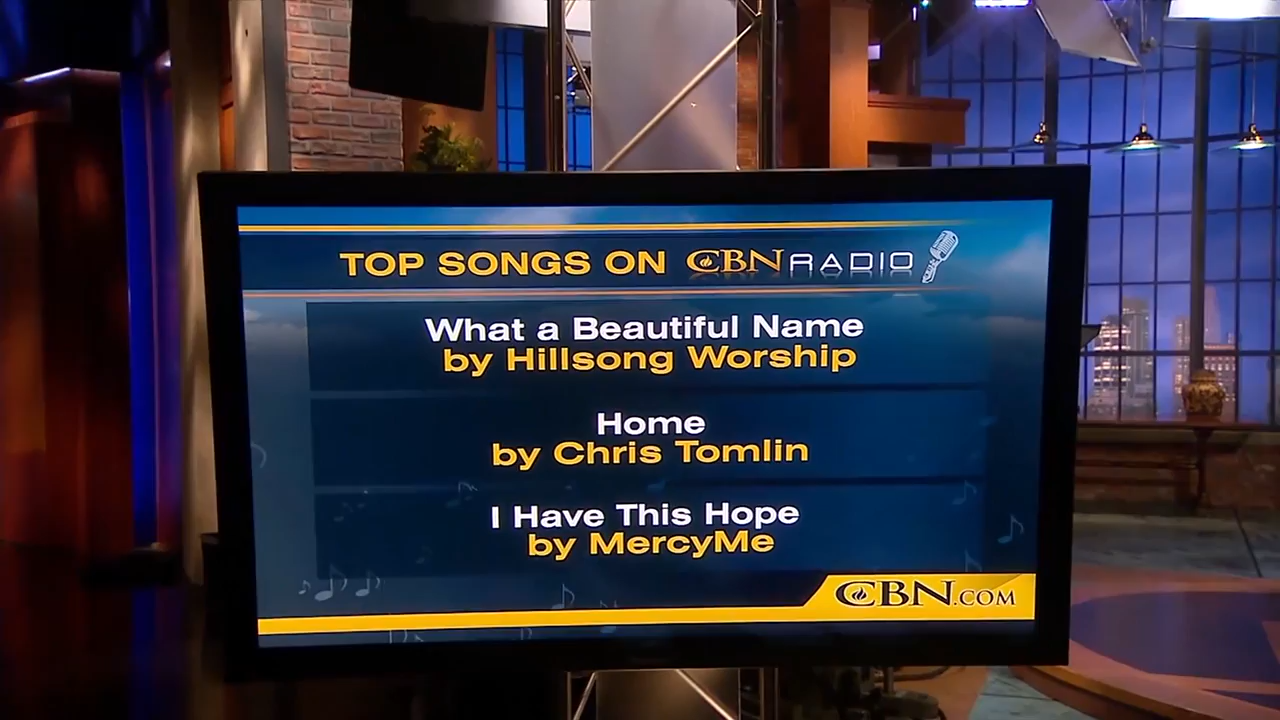 TOP SONGS ON CBN RADIO
What a Beautiful Name
by Hillsong Worship
Home
by Chris Tomlin
I Have This Hope
by MercyMe
CBN.COM